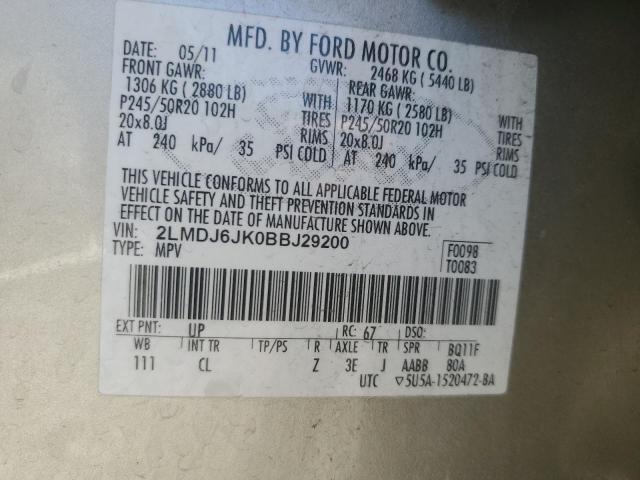 MFD. BY FORD MOTOR CO.
DATE: 05/11 GVWR: 2468 KG ( 5440 LB)
FRONT GAWR: REAR GAWR:
1306 KG ( 2880 LB) WITH 1170 KG ( 2580 LB) WITH
P245/50R20 102H TIRES P245/50R20 102H TIRES
20x8.0J RIMS 20x8.0J RIMS
AT 240 kPa/ 35 PSI COLD AT 240 kPa/ 35 PSI COLD
THIS VEHICLE CONFORMS TO ALL APPLICABLE FEDERAL MOTOR
VEHICLE SAFETY AND THEFT PREVENTION STANDARDS IN
EFFECT ON THE DATE OF MANUFACTURE SHOWN ABOVE.
VIN: 2LMDJ6JK0BBJ29200 F0098
TYPE: MPV T0083
EXT PNT: UP RC: 67 DSO:
WB INT TR TP/PS R AXLE TR SPR BQ11F
111 CL Z 3E J AABB 80A
UTC ▽5U5A-1520472-BA